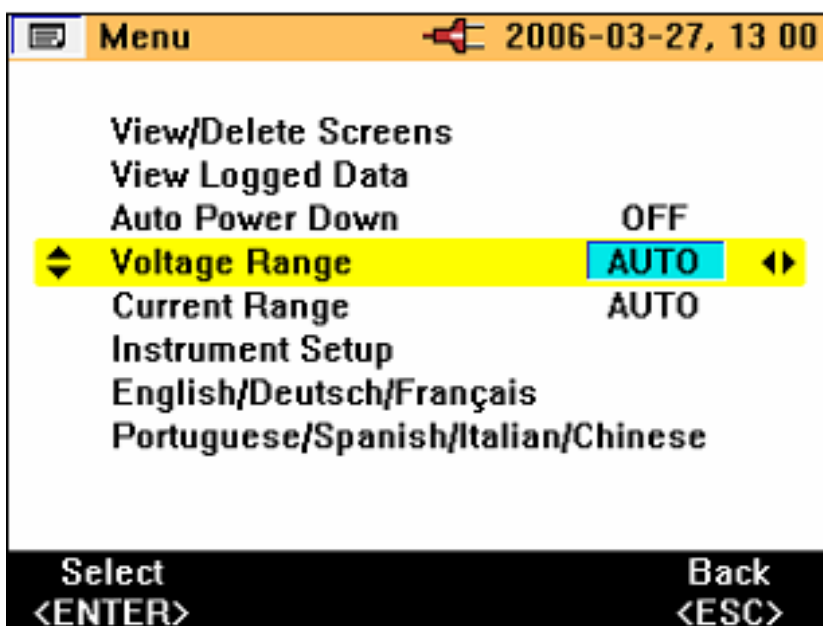 Menu 2006-03-27, 13 00
View/Delete Screens
View Logged Data
Auto Power Down OFF
Voltage Range AUTO
Current Range AUTO
Instrument Setup
English/Deutsch/Français
Portuguese/Spanish/Italian/Chinese
Select Back
<ENTER> <ESC>